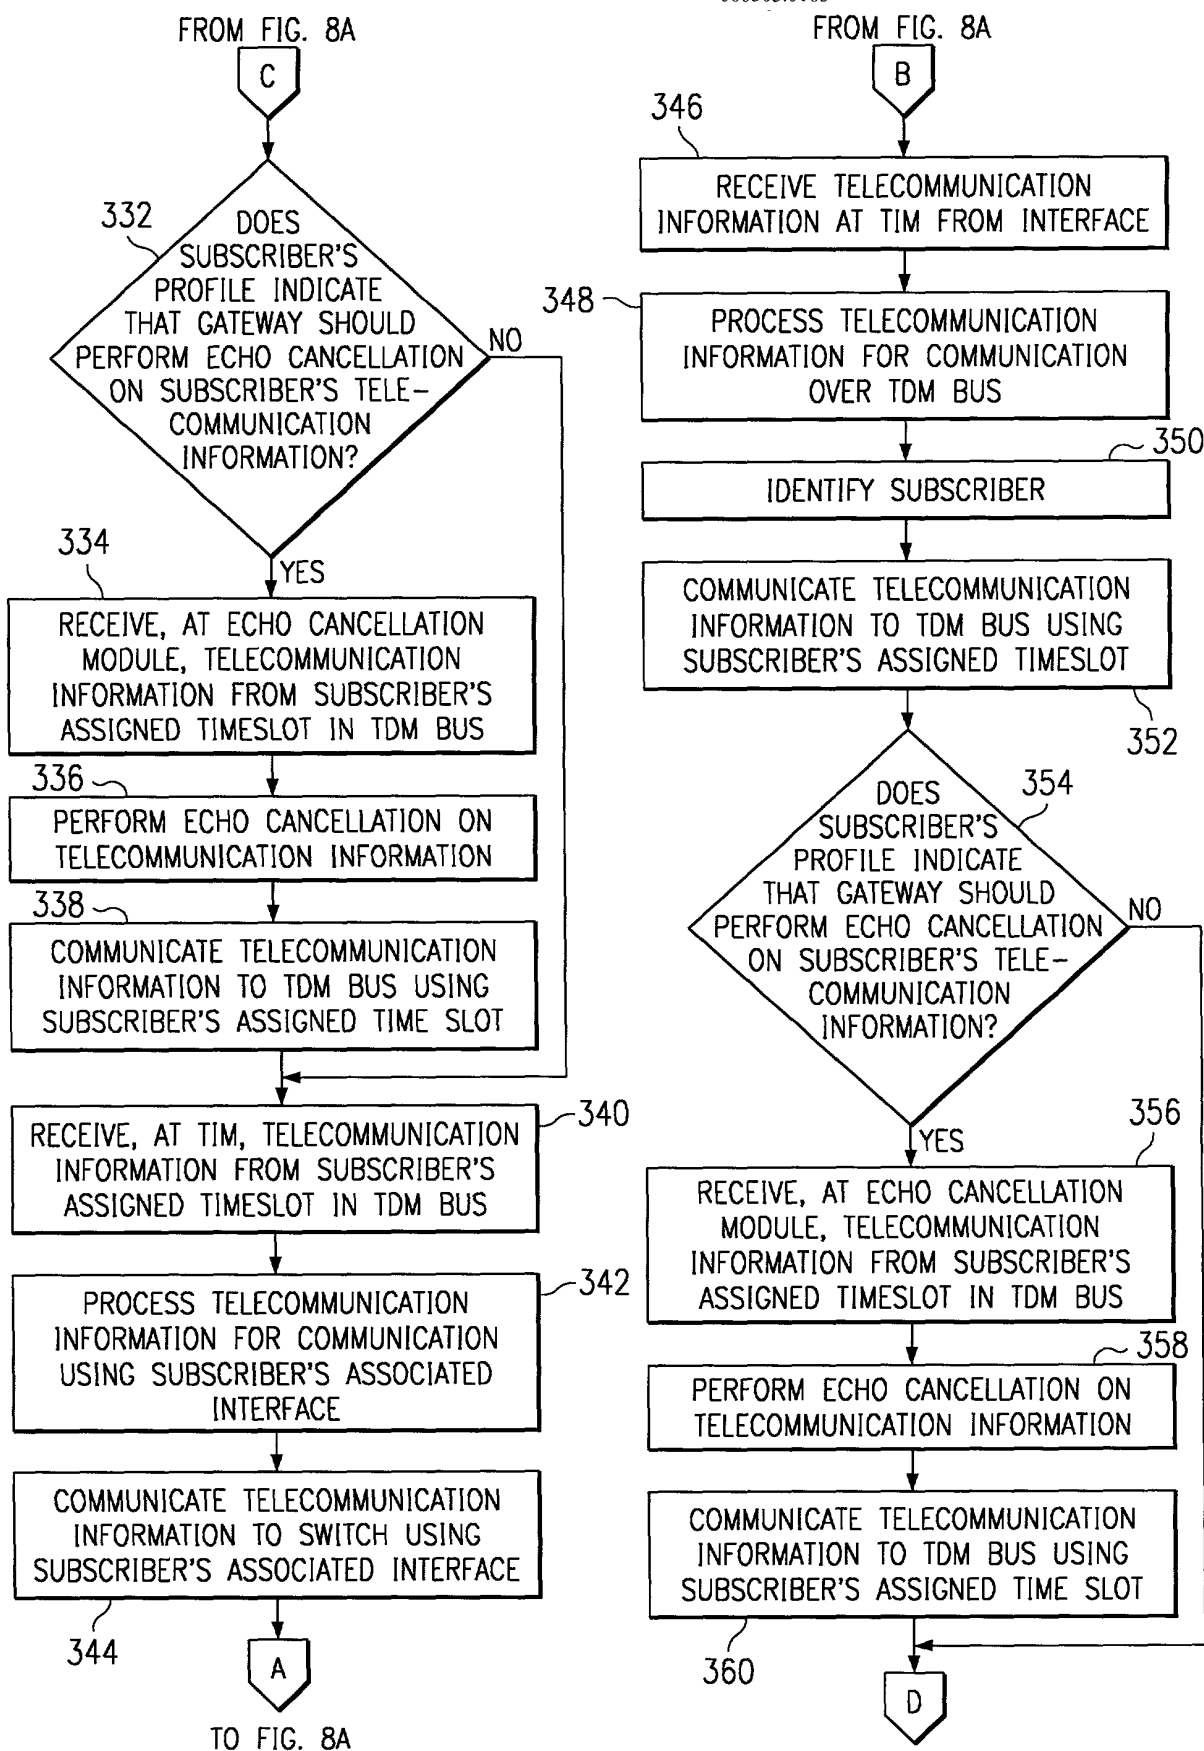 FROM FIG. 8A
C
332
DOES
SUBSCRIBER'S
PROFILE INDICATE
THAT GATEWAY SHOULD
PERFORM ECHO CANCELLATION
ON SUBSCRIBER'S TELE-
COMMUNICATION
INFORMATION?
NO
YES
334
RECEIVE, AT ECHO CANCELLATION
MODULE, TELECOMMUNICATION
INFORMATION FROM SUBSCRIBER'S
ASSIGNED TIMESLOT IN TDM BUS
336
PERFORM ECHO CANCELLATION ON
TELECOMMUNICATION INFORMATION
338
COMMUNICATE TELECOMMUNICATION
INFORMATION TO TDM BUS USING
SUBSCRIBER'S ASSIGNED TIME SLOT
340
RECEIVE, AT TIM, TELECOMMUNICATION
INFORMATION FROM SUBSCRIBER'S
ASSIGNED TIMESLOT IN TDM BUS
342
PROCESS TELECOMMUNICATION
INFORMATION FOR COMMUNICATION
USING SUBSCRIBER'S ASSOCIATED
INTERFACE
COMMUNICATE TELECOMMUNICATION
INFORMATION TO SWITCH USING
SUBSCRIBER'S ASSOCIATED INTERFACE
344
A
TO FIG. 8A
FROM FIG. 8A
B
346
RECEIVE TELECOMMUNICATION
INFORMATION AT TIM FROM INTERFACE
348
PROCESS TELECOMMUNICATION
INFORMATION FOR COMMUNICATION
OVER TDM BUS
350
IDENTIFY SUBSCRIBER
COMMUNICATE TELECOMMUNICATION
INFORMATION TO TDM BUS USING
SUBSCRIBER'S ASSIGNED TIMESLOT
352
354
DOES
SUBSCRIBER'S
PROFILE INDICATE
THAT GATEWAY SHOULD
PERFORM ECHO CANCELLATION
ON SUBSCRIBER'S TELE-
COMMUNICATION
INFORMATION?
NO
YES
356
RECEIVE, AT ECHO CANCELLATION
MODULE, TELECOMMUNICATION
INFORMATION FROM SUBSCRIBER'S
ASSIGNED TIMESLOT IN TDM BUS
358
PERFORM ECHO CANCELLATION ON
TELECOMMUNICATION INFORMATION
COMMUNICATE TELECOMMUNICATION
INFORMATION TO TDM BUS USING
SUBSCRIBER'S ASSIGNED TIME SLOT
360
D